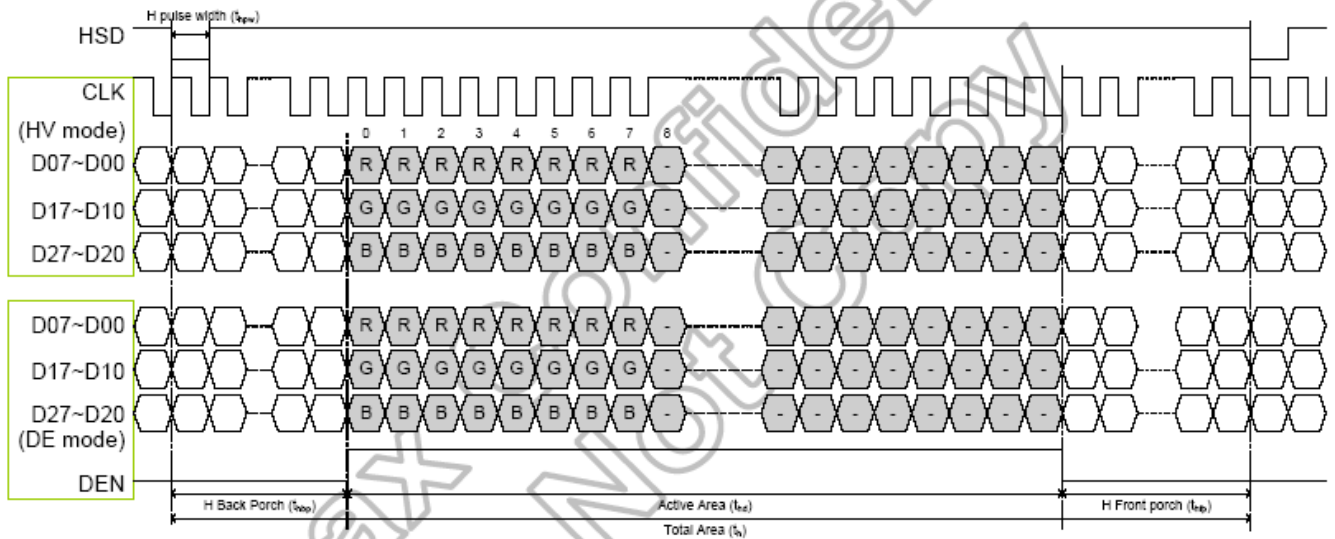 H pulse width (thpw)
HSD
CLK
(HV mode)
0 1 2 3 4 5 6 7 8
D07~D00 R R R R R R R R - - - - - - - - -
D17~D10 G G G G G G G G - - - - - - - - -
D27~D20 B B B B B B B B - - - - - - - - -
D07~D00 R R R R R R R R - - - - - - - - -
D17~D10 G G G G G G G G - - - - - - - - -
D27~D20 B B B B B B B B - - - - - - - - -
(DE mode)
DEN
H Back Porch (thbp) Active Area (thd) H Front porch (thfp)
Total Area (th)
Not Copy